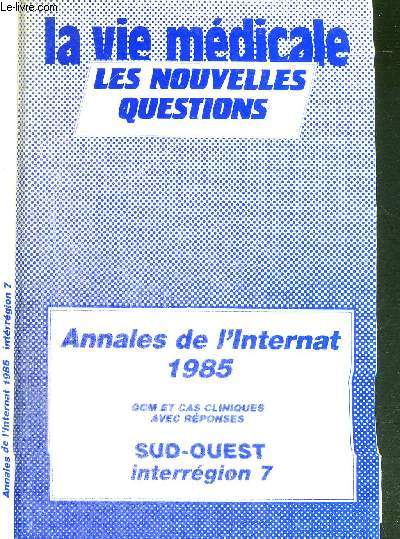 Le-livre.com
la vie médicale
LES NOUVELLES
QUESTIONS
Annales de l'Internat
1985
QCM ET CAS CLINIQUES
AVEC RÉPONSES
SUD-OUEST
interrégion 7
Annales de l'Internat 1985 interrégion 7